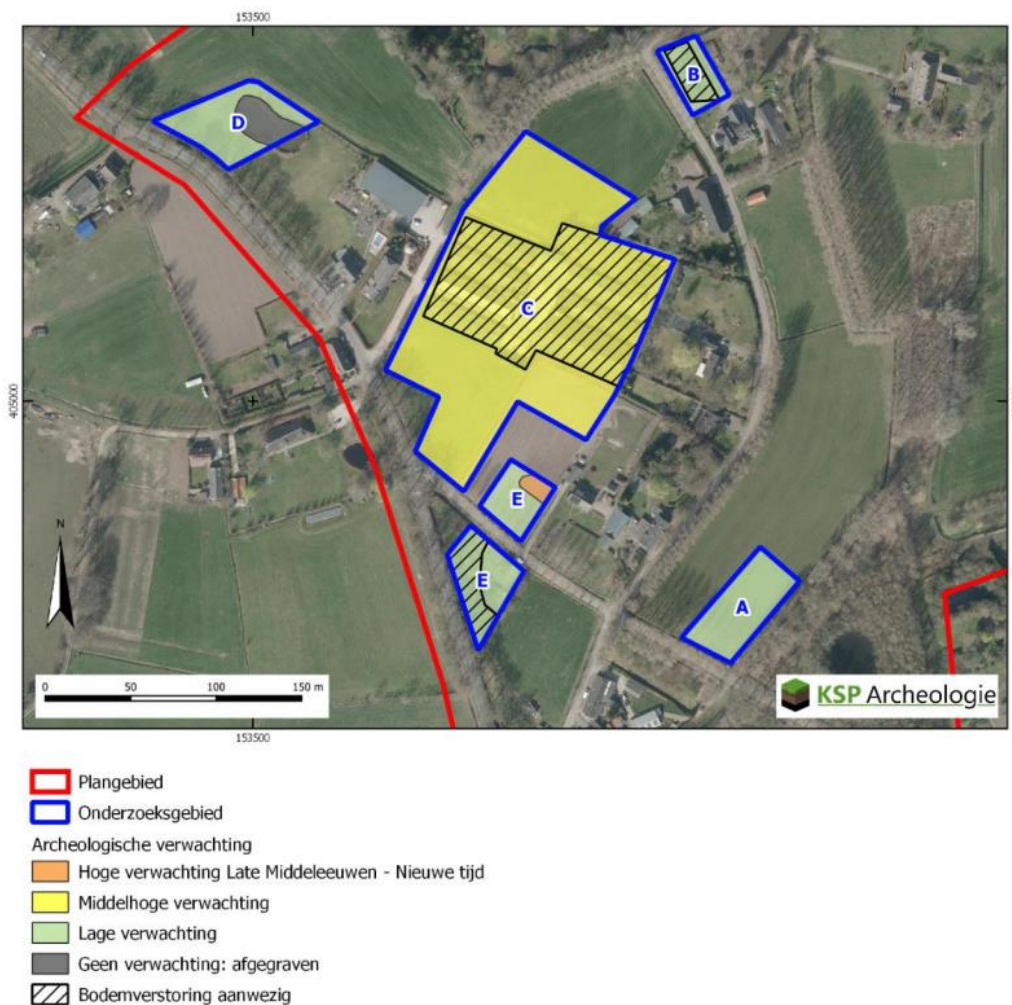 153500
B
D
C
405000
E
E
A
N
0 50 100 150 m
KSP Archeologie
153500
Plangebied
Onderzoeksgebied
Archeologische verwachting
Hoge verwachting Late Middeleeuwen - Nieuwe tijd
Middelhoge verwachting
Lage verwachting
Geen verwachting: afgegraven
Bodemverstoring aanwezig